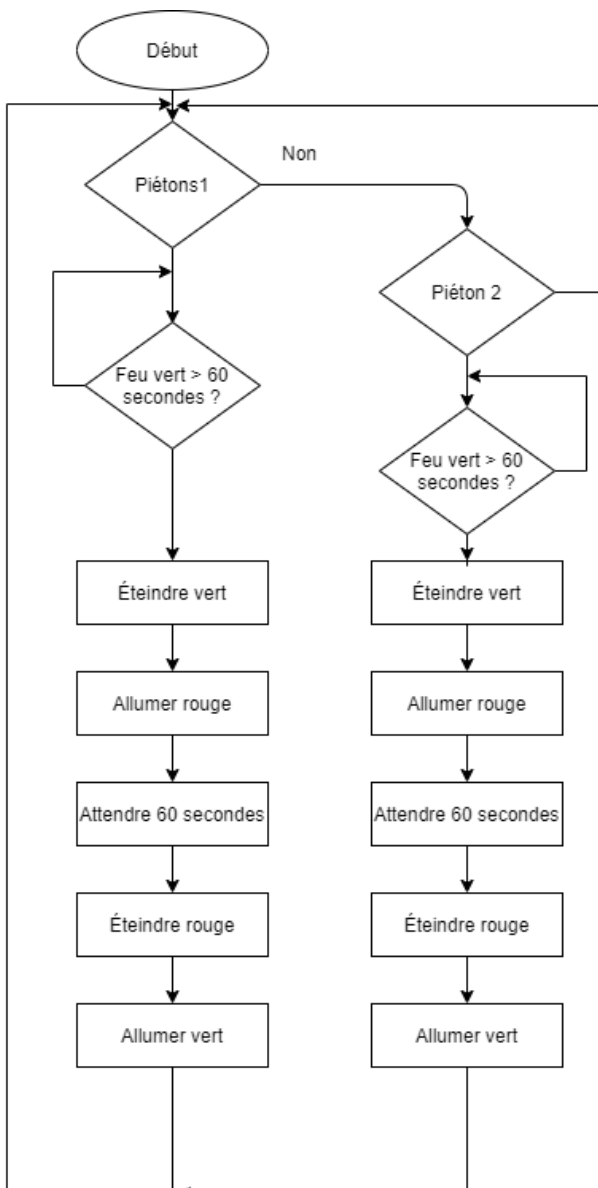 Début
Piétons1
Non
Piéton 2
Feu vert > 60
secondes ?
Feu vert > 60
secondes ?
Éteindre vert
Éteindre vert
Allumer rouge
Allumer rouge
Attendre 60 secondes
Attendre 60 secondes
Éteindre rouge
Éteindre rouge
Allumer vert
Allumer vert